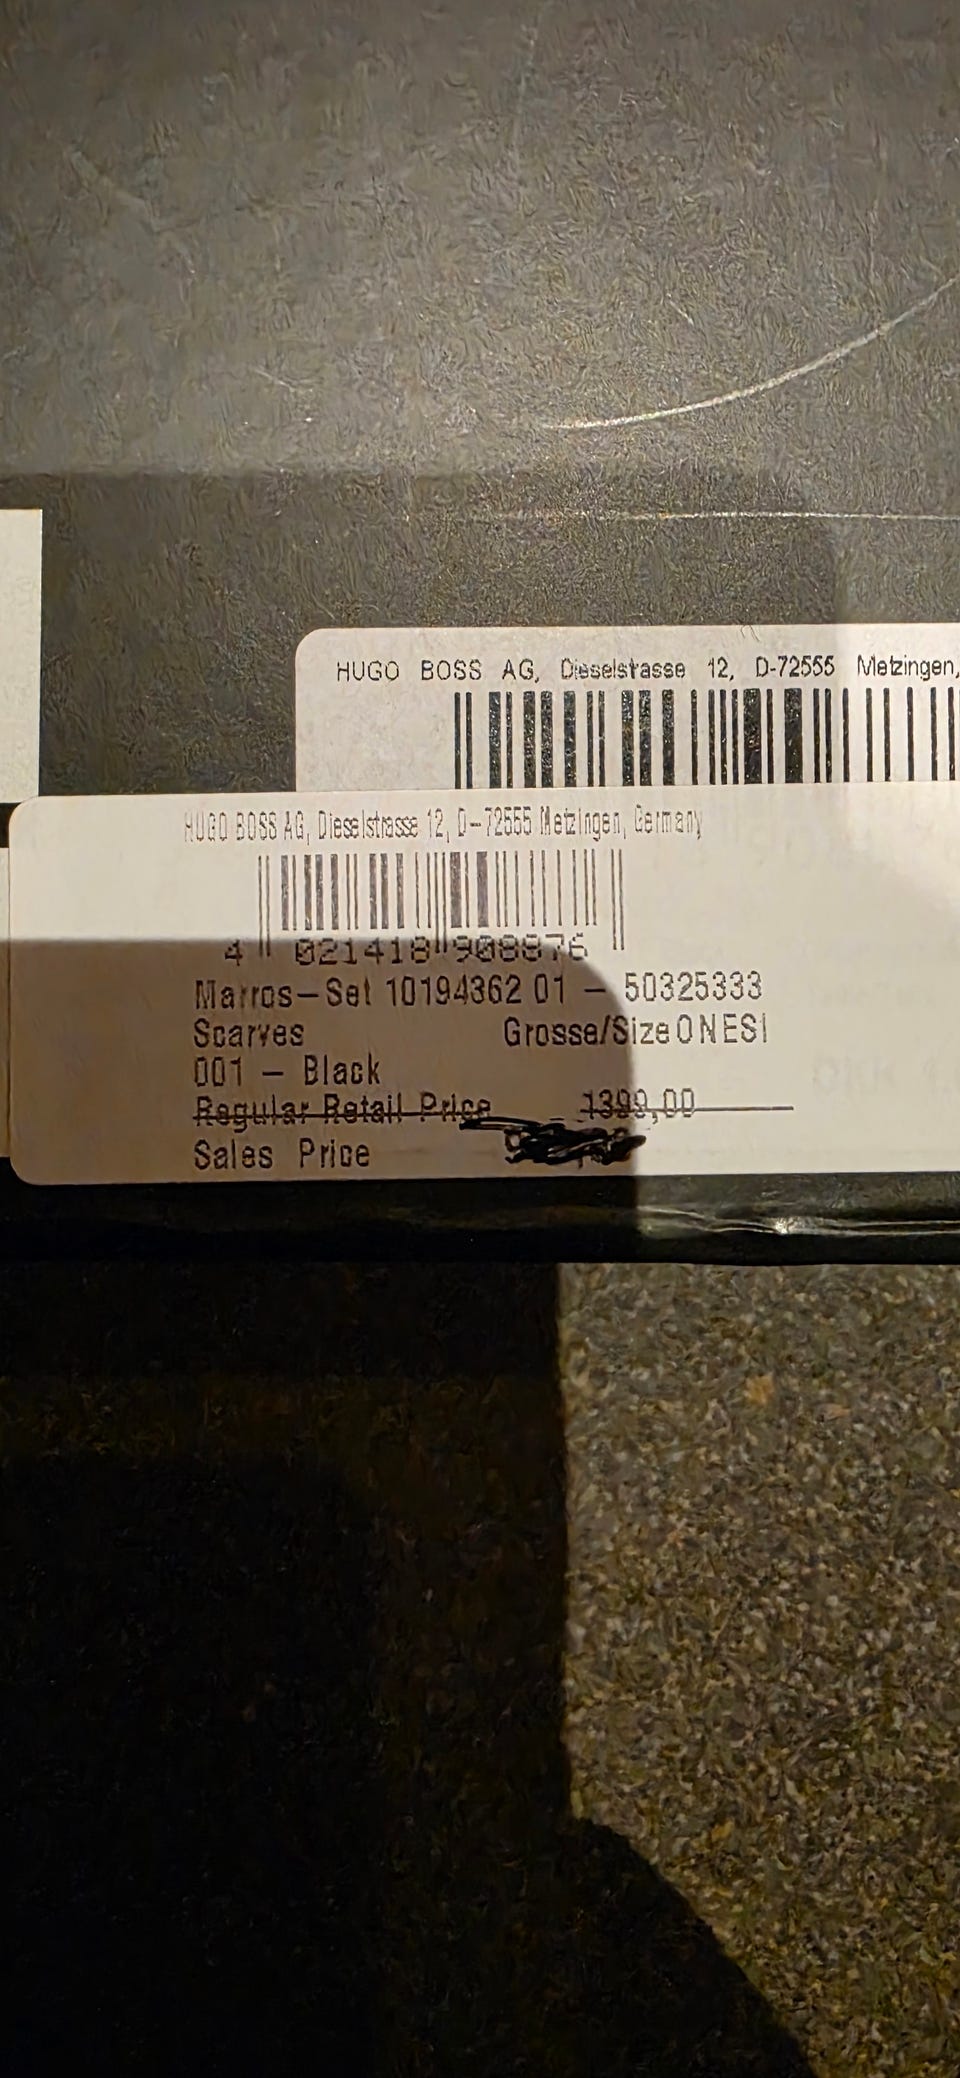 HUGO BOSS AG, Dieselstrasse 12, D-72555 Metzingen,
HUGO BOSS AG, Dieselstrasse 12, D-72555 Metzingen, Germany
4 021418 908876
Marros-Set 10194362 01 - 50325333
Scarves Grosse/Size ONESI
001 - Black
Regular Retail Price 1399,00
Sales Price